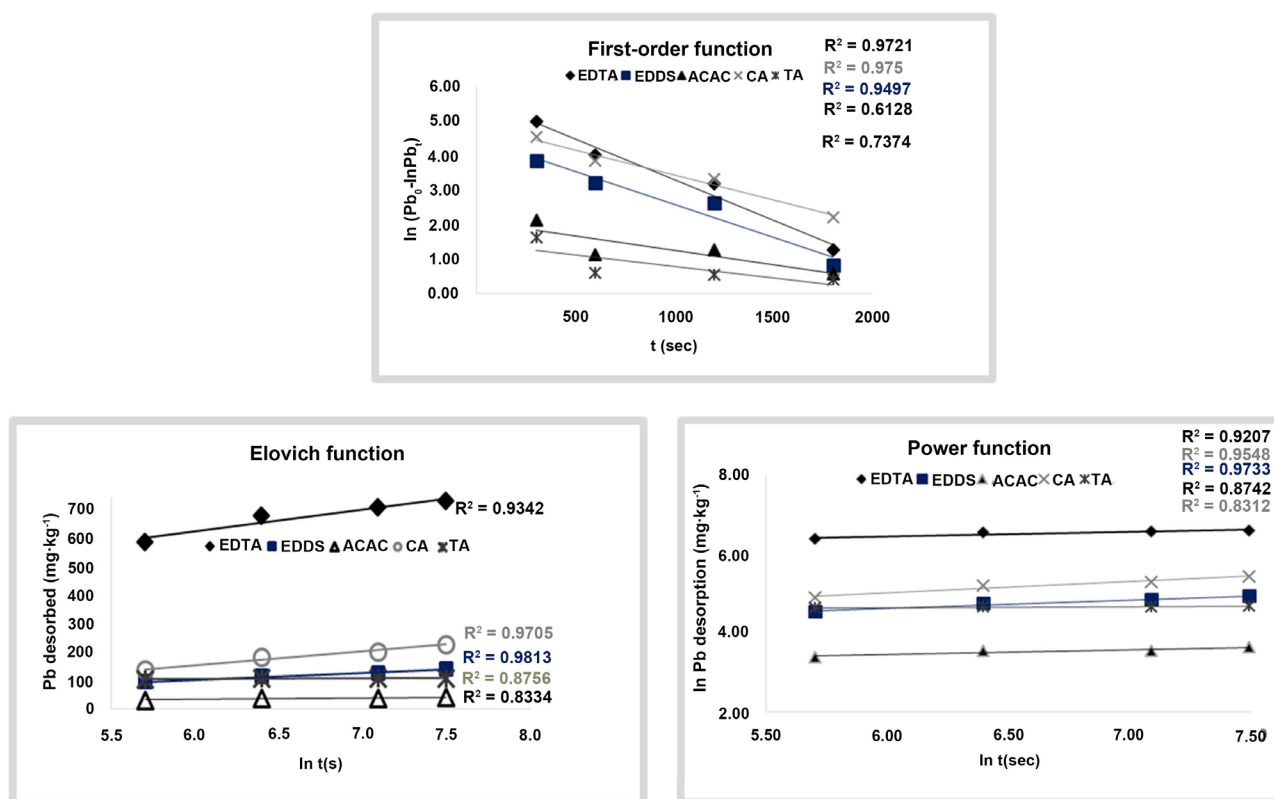 First-order function
EDTA EDDS ACAC CA TA
R² = 0.9721
R² = 0.975
R² = 0.9497
R² = 0.6128
R² = 0.7374
6.00
5.00
4.00
3.00
2.00
1.00
0.00
ln (Pb₀-lnPbₜ)
500 1000 1500 2000
t (sec)
Elovich function
700
600
500
400
300
200
100
0
Pb desorbed (mg·kg⁻¹)
R² = 0.9342
EDTA EDDS ACAC CA TA
R² = 0.9705
R² = 0.9813
R² = 0.8756
R² = 0.8334
5.5 6.0 6.5 7.0 7.5 8.0
ln t(s)
Power function
R² = 0.9207
R² = 0.9548
R² = 0.9733
R² = 0.8742
R² = 0.8312
EDTA EDDS ACAC CA TA
8.00
6.00
4.00
2.00
ln Pb desorption (mg·kg⁻¹)
5.50 6.00 6.50 7.00 7.50
ln t(sec)